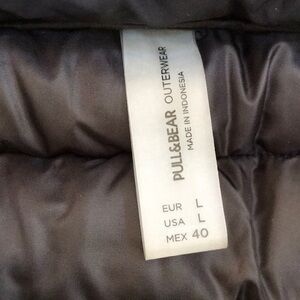 PULL&BEAR OUTERWEAR
MADE IN INDONESIA
EUR L
USA L
MEX 40